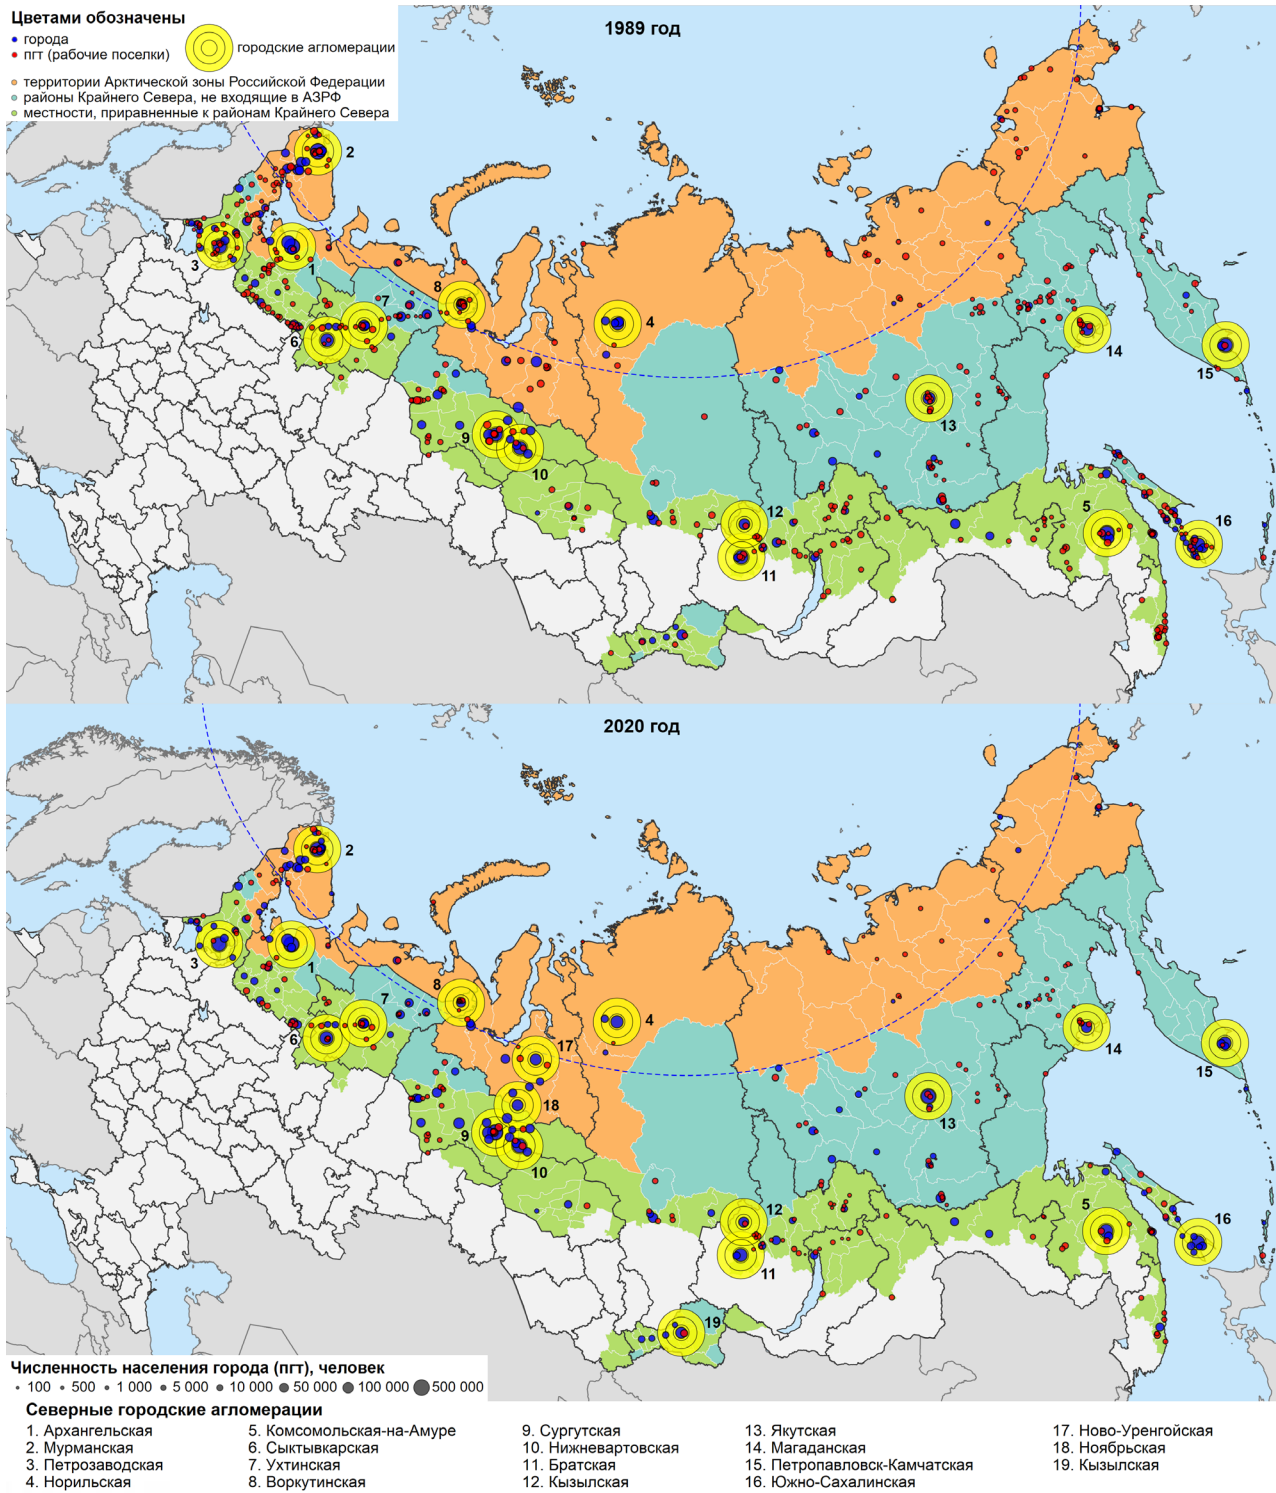 Цветами обозначены
города
пгт (рабочие поселки)
городские агломерации
территории Арктической зоны Российской Федерации
районы Крайнего Севера, не входящие в АЗРФ
местности, приравненные к районам Крайнего Севера
1989 год
2
3
1
8
7
6
4
14
15
13
9
10
12
11
5
16
2020 год
2
3
1
8
7
6
4
17
18
14
15
13
9
10
12
11
5
16
19
Численность населения города (пгт), человек
100 500 1 000 5 000 10 000 50 000 100 000 500 000
Северные городские агломерации
1. Архангельская
2. Мурманская
3. Петрозаводская
4. Норильская
5. Комсомольская-на-Амуре
6. Сыктывкарская
7. Ухтинская
8. Воркутинская
9. Сургутская
10. Нижневартовская
11. Братская
12. Кызылская
13. Якутская
14. Магаданская
15. Петропавловск-Камчатская
16. Южно-Сахалинская
17. Ново-Уренгойская
18. Ноябрьская
19. Кызылская